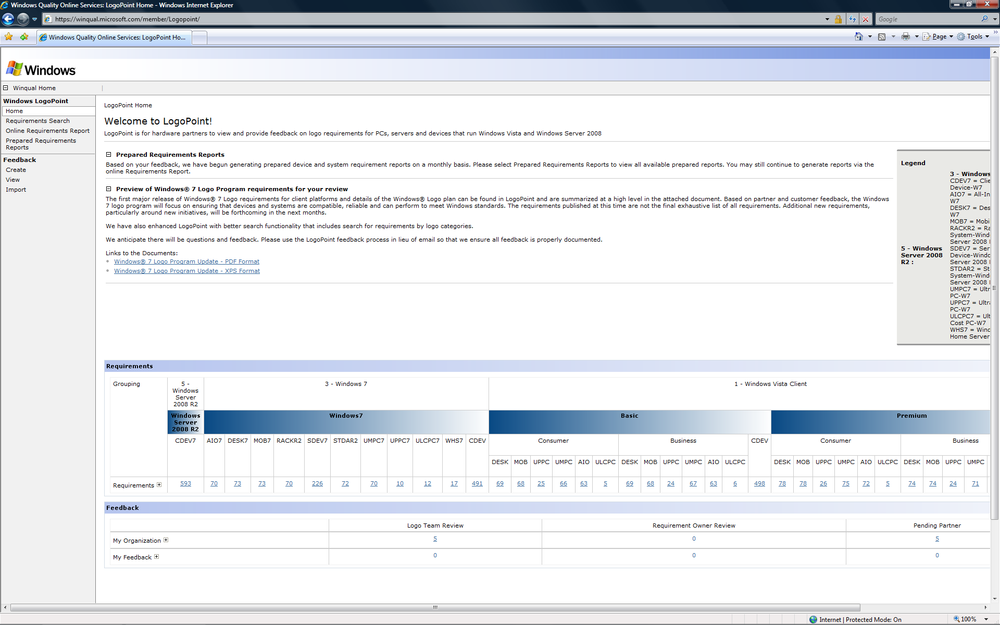 Windows Quality Online Services: LogoPoint Home - Windows Internet Explorer
https://winqual.microsoft.com/member/Logopoint/
Google
Windows Quality Online Services: LogoPoint Ho...
Page
Tools
Windows
Winqual Home
Windows LogoPoint
Home
Requirements Search
Online Requirements Report
Prepared Requirements
Reports
Feedback
Create
View
Import
LogoPoint Home
Welcome to LogoPoint!
LogoPoint is for hardware partners to view and provide feedback on logo requirements for PCs, servers and devices that run Windows Vista and Windows Server 2008
Prepared Requirements Reports
Based on your feedback, we have begun generating prepared device and system requirement reports on a monthly basis. Please select Prepared Requirements Reports to view all available prepared reports. You may still continue to generate reports via the
online Requirements Report.
Preview of Windows® 7 Logo Program requirements for your review
The first major release of Windows® 7 Logo requirements for client platforms and details of the Windows® Logo plan can be found in LogoPoint and are summarized at a high level in the attached document. Based on partner and customer feedback, the Windows
7 logo program will focus on ensuring that devices and systems are compatible, reliable and can perform to meet Windows standards. The requirements published at this time are not the final exhaustive list of all requirements. Additional new requirements,
particularly around new initiatives, will be forthcoming in the next months.
We have also enhanced LogoPoint with better search functionality that includes search for requirements by logo categories.
We anticipate there will be questions and feedback. Please use the LogoPoint feedback process in lieu of email so that we ensure all feedback is properly documented.
Links to the Documents:
Windows® 7 Logo Program Update - PDF Format
Windows® 7 Logo Program Update - XPS Format
Legend
5 - Windows
Server 2008
R2 :
3 - Windows
CDEV7 = Clie
Device-W7
AIO7 = All-In
W7
DESK7 = Des
W7
MOB7 = Mobi
RACKR2 = Ra
System-Wind
Server 2008
SDEV7 = Ser
Device-Windo
Server 2008
STDAR2 = St
System-Wind
Server 2008
UMPC7 = Ultr
PC-W7
UPPC7 = Ultr
PC-W7
ULCPC7 = Ult
Cost PC-W7
WHS7 = Wind
Home Server
Requirements
Grouping
5 -
Windows
Server
2008 R2
3 - Windows 7
1 - Windows Vista Client
Windows
Server
2008 R2
Windows7
Basic
Premium
CDEV7 AIO7 DESK7 MOB7 RACKR2 SDEV7 STDAR2 UMPC7 UPPC7 ULCPC7 WHS7 CDEV Consumer Business CDEV Consumer Business
DESK MOB UPPC UMPC AIO ULCPC DESK MOB UPPC UMPC AIO ULCPC DESK MOB UPPC UMPC AIO ULCPC DESK MOB UPPC UMPC
Requirements 593 70 73 73 70 226 72 70 10 12 17 491 69 68 25 66 63 5 69 68 24 67 63 6 498 78 78 26 75 72 5 74 74 24 71
Feedback
Logo Team Review Requirement Owner Review Pending Partner
My Organization 5 0 5
My Feedback 0 0 0
Internet | Protected Mode: On
100%